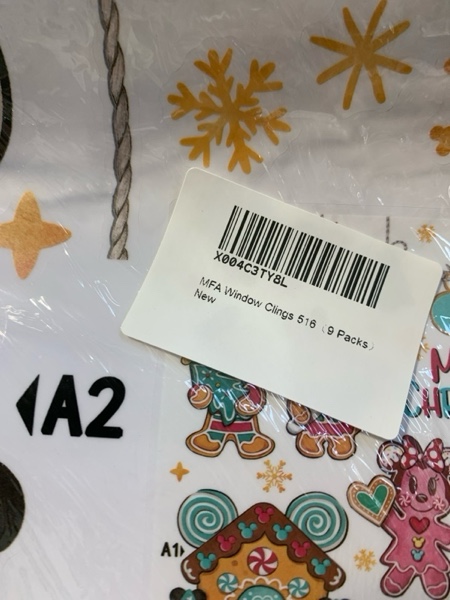 X004C3TY8L
MFA Window Clings 516（9 Packs）
New
A2
A1